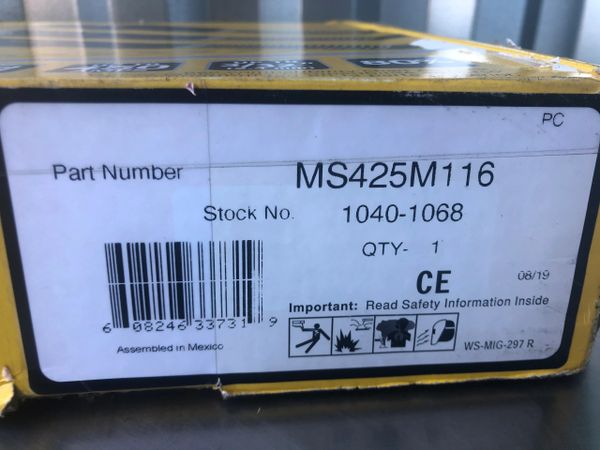 PC
Part Number MS425M116
Stock No. 1040-1068
QTY- 1
CE 08/19
Important: Read Safety Information Inside
6 08246 33731 9
Assembled in Mexico
WS-MIG-297 R